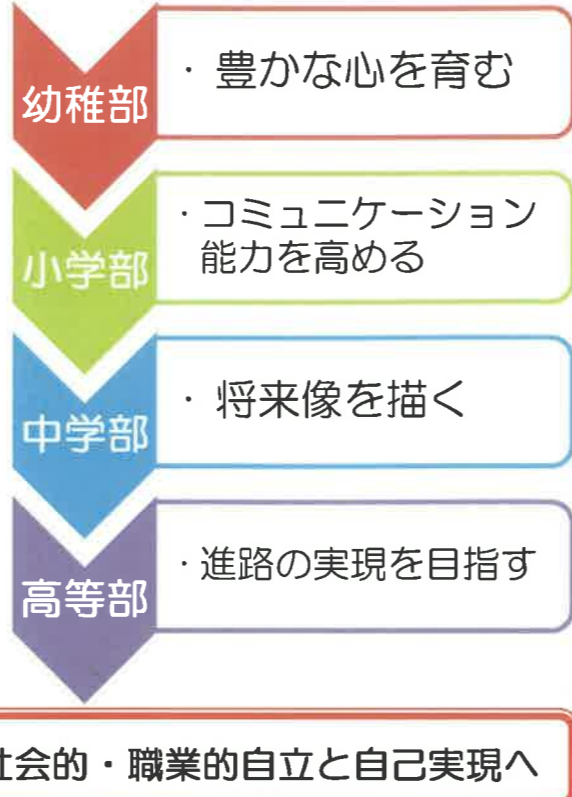 幼稚部
・豊かな心を育む
小学部
・コミュニケーション
能力を高める
中学部
・将来像を描く
高等部
・進路の実現を目指す
会的・職業的自立と自己実現へ